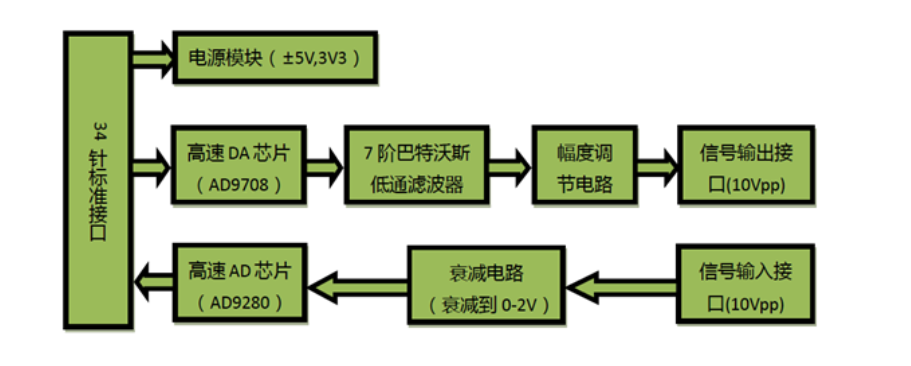 34 针标准接口
电源模块（±5V,3V3）
高速 DA 芯片
（AD9708）
7 阶巴特沃斯
低通滤波器
幅度调
节电路
信号输出接
口(10Vpp)
高速 AD 芯片
（AD9280）
衰减电路
（衰减到 0-2V）
信号输入接
口(10Vpp)